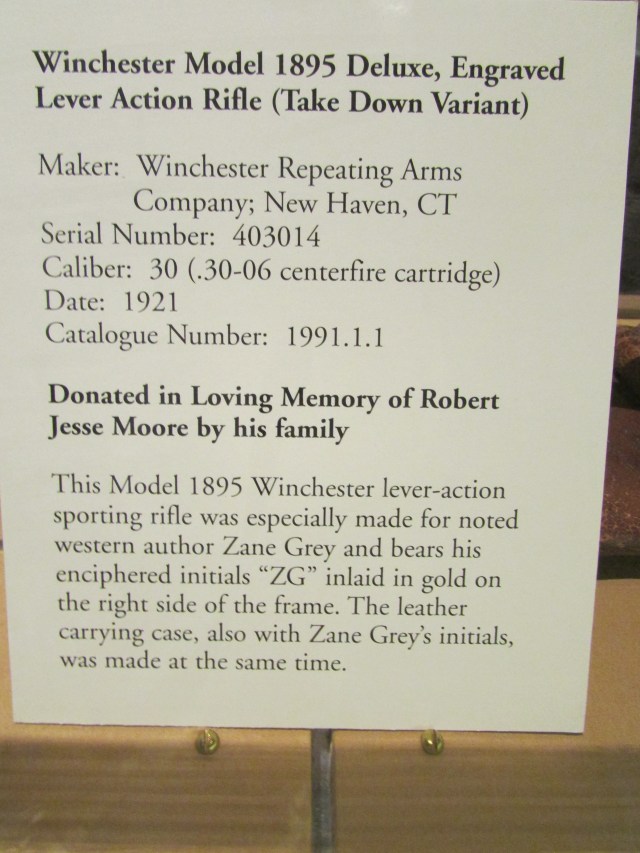 Winchester Model 1895 Deluxe, Engraved
Lever Action Rifle (Take Down Variant)
Maker: Winchester Repeating Arms
Company; New Haven, CT
Serial Number: 403014
Caliber: 30 (.30-06 centerfire cartridge)
Date: 1921
Catalogue Number: 1991.1.1
Donated in Loving Memory of Robert
Jesse Moore by his family
This Model 1895 Winchester lever-action
sporting rifle was especially made for noted
western author Zane Grey and bears his
enciphered initials “ZG” inlaid in gold on
the right side of the frame. The leather
carrying case, also with Zane Grey’s initials,
was made at the same time.